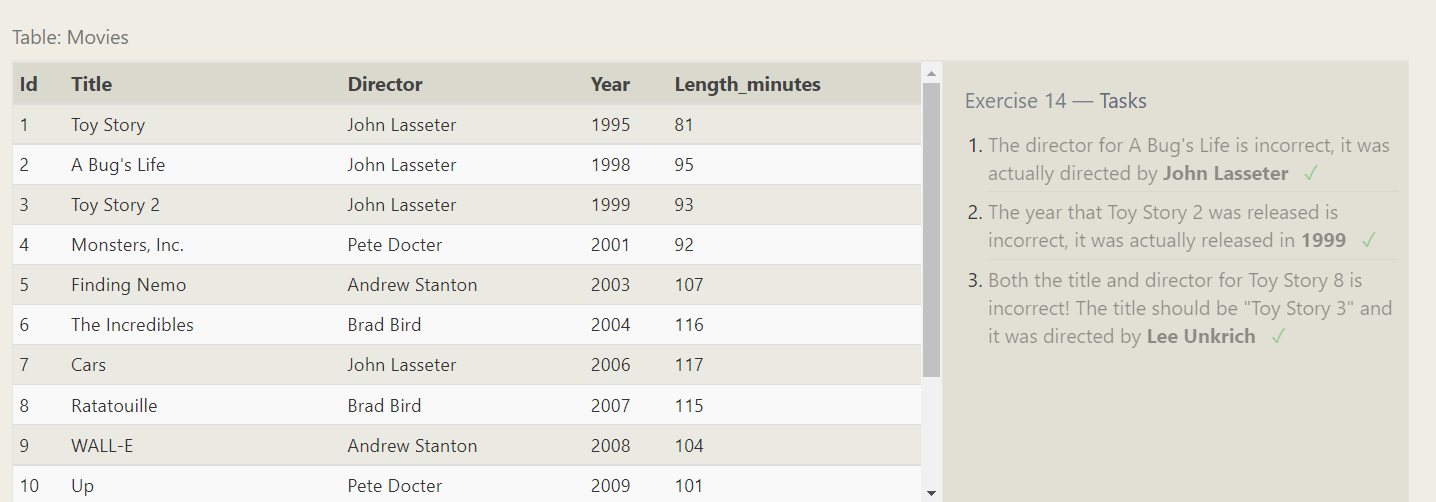 Table: Movies
Id Title Director Year Length_minutes
1 Toy Story John Lasseter 1995 81
2 A Bug's Life John Lasseter 1998 95
3 Toy Story 2 John Lasseter 1999 93
4 Monsters, Inc. Pete Docter 2001 92
5 Finding Nemo Andrew Stanton 2003 107
6 The Incredibles Brad Bird 2004 116
7 Cars John Lasseter 2006 117
8 Ratatouille Brad Bird 2007 115
9 WALL-E Andrew Stanton 2008 104
10 Up Pete Docter 2009 101
Exercise 14 — Tasks
1. The director for A Bug's Life is incorrect, it was
actually directed by John Lasseter ✓
2. The year that Toy Story 2 was released is
incorrect, it was actually released in 1999 ✓
3. Both the title and director for Toy Story 8 is
incorrect! The title should be "Toy Story 3" and
it was directed by Lee Unkrich ✓